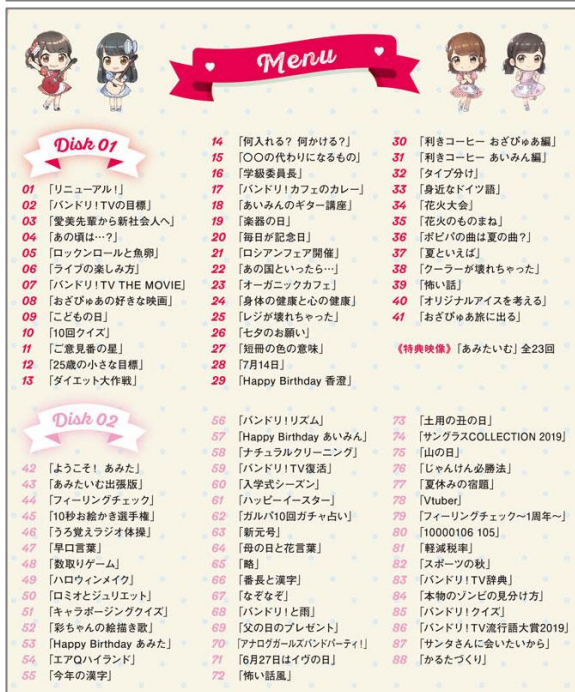 Menu
Disk 01
01 「リニューアル!」
02 「バンドリ!TVの目標」
03 「愛美先輩から新社会人へ」
04 「あの頃は…?」
05 「ロックンロールと魚卵」
06 「ライブの楽しみ方」
07 「バンドリ!TV THE MOVIE」
08 「おざぴゅあの好きな映画」
09 「こどもの日」
10 「10回クイズ」
11 「ご意見番の星」
12 「25歳の小さな目標」
13 「ダイエット大作戦」
14 「何入れる? 何かける?」
15 「〇〇の代わりになるもの」
16 「学級委員長」
17 「バンドリ!カフェのカレー」
18 「あいみんのギター講座」
19 「楽器の日」
20 「毎日が記念日」
21 「ロシアンフェア開催」
22 「あの国といったら…」
23 「オーガニックカフェ」
24 「身体の健康と心の健康」
25 「レジが壊れちゃった」
26 「七夕のお願い」
27 「短冊の色の意味」
28 「7月14日」
29 「Happy Birthday 香澄」
30 「利きコーヒー おざぴゅあ編」
31 「利きコーヒー あいみん編」
32 「タイプ分け」
33 「身近なドイツ語」
34 「花火大会」
35 「花火のものまね」
36 「ポピパの曲は夏の曲?」
37 「夏といえば」
38 「クーラーが壊れちゃった」
39 「怖い話」
40 「オリジナルアイスを考える」
41 「おざぴゅあ旅に出る」
《特典映像》「あみたいむ」全23回
Disk 02
42 「ようこそ! あみた」
43 「あみたいむ出張版」
44 「フィーリングチェック」
45 「10秒お絵かき選手権」
46 「うろ覚えラジオ体操」
47 「早口言葉」
48 「数取りゲーム」
49 「ハロウィンメイク」
50 「ロミオとジュリエット」
51 「キャラポージングクイズ」
52 「彩ちゃんの絵描き歌」
53 「Happy Birthday あみた」
54 「エアQハイランド」
55 「今年の漢字」
56 「バンドリ!リズム」
57 「Happy Birthday あいみん」
58 「ナチュラルクリーニング」
59 「バンドリ!TV復活」
60 「入学式シーズン」
61 「ハッピーイースター」
62 「ガルパ10回ガチャ占い」
63 「新元号」
64 「母の日と花言葉」
65 「略」
66 「番長と漢字」
67 「なぞなぞ」
68 「バンドリ!と雨」
69 「父の日のプレゼント」
70 「アナログガールズバンドパーティ!」
71 「6月27日はイヴの日」
72 「怖い話風」
73 「土用の丑の日」
74 「サングラスCOLLECTION 2019」
75 「山の日」
76 「じゃんけん必勝法」
77 「夏休みの宿題」
78 「Vtuber」
79 「フィーリングチェック〜1周年〜」
80 「10000106 105」
81 「軽減税率」
82 「スポーツの秋」
83 「バンドリ!TV辞典」
84 「本物のゾンビの見分け方」
85 「バンドリ!クイズ」
86 「バンドリ!TV流行語大賞2019」
87 「サンタさんに会いたいから」
88 「かるたづくり」